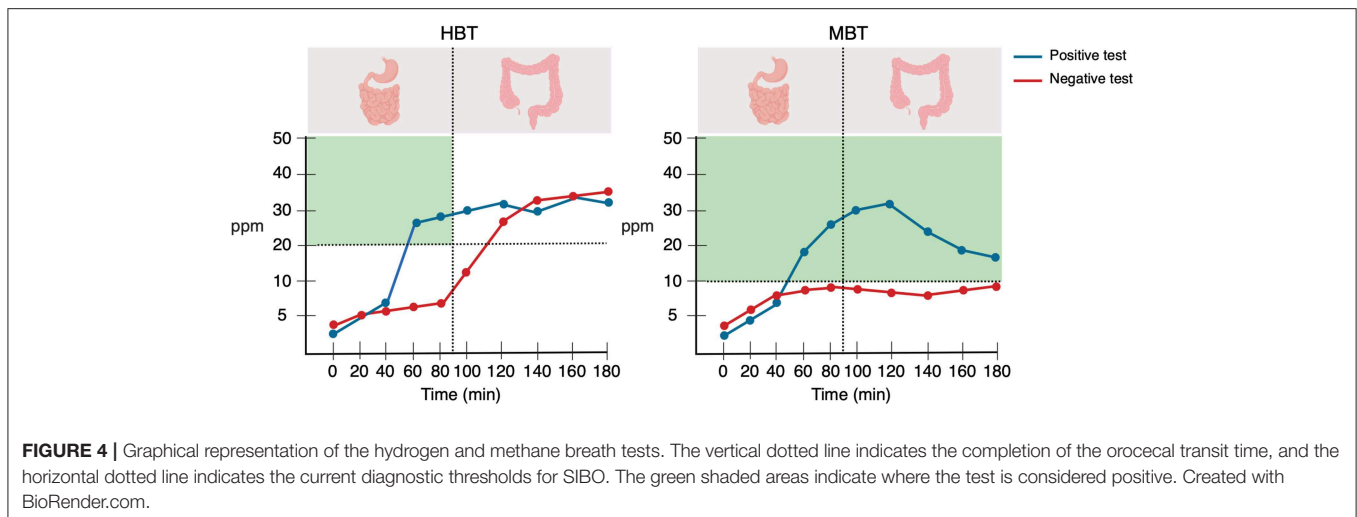 HBT
MBT
Positive test
Negative test
50
40
30
ppm
20
10
5
0 20 40 60 80 100 120 140 160 180
Time (min)
50
40
30
ppm
20
10
5
0 20 40 60 80 100 120 140 160 180
Time (min)
FIGURE 4 | Graphical representation of the hydrogen and methane breath tests. The vertical dotted line indicates the completion of the orocecal transit time, and the
horizontal dotted line indicates the current diagnostic thresholds for SIBO. The green shaded areas indicate where the test is considered positive. Created with
BioRender.com.